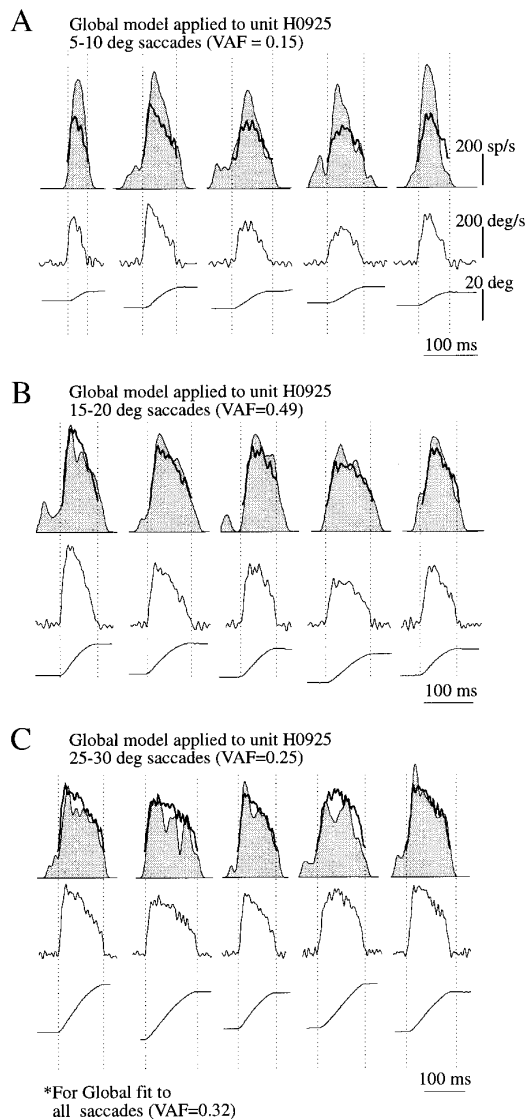 A
Global model applied to unit H0925
5-10 deg saccades (VAF = 0.15)
200 sp/s
200 deg/s
20 deg
100 ms
B
Global model applied to unit H0925
15-20 deg saccades (VAF=0.49)
100 ms
C
Global model applied to unit H0925
25-30 deg saccades (VAF=0.25)
100 ms
*For Global fit to
all saccades (VAF=0.32)